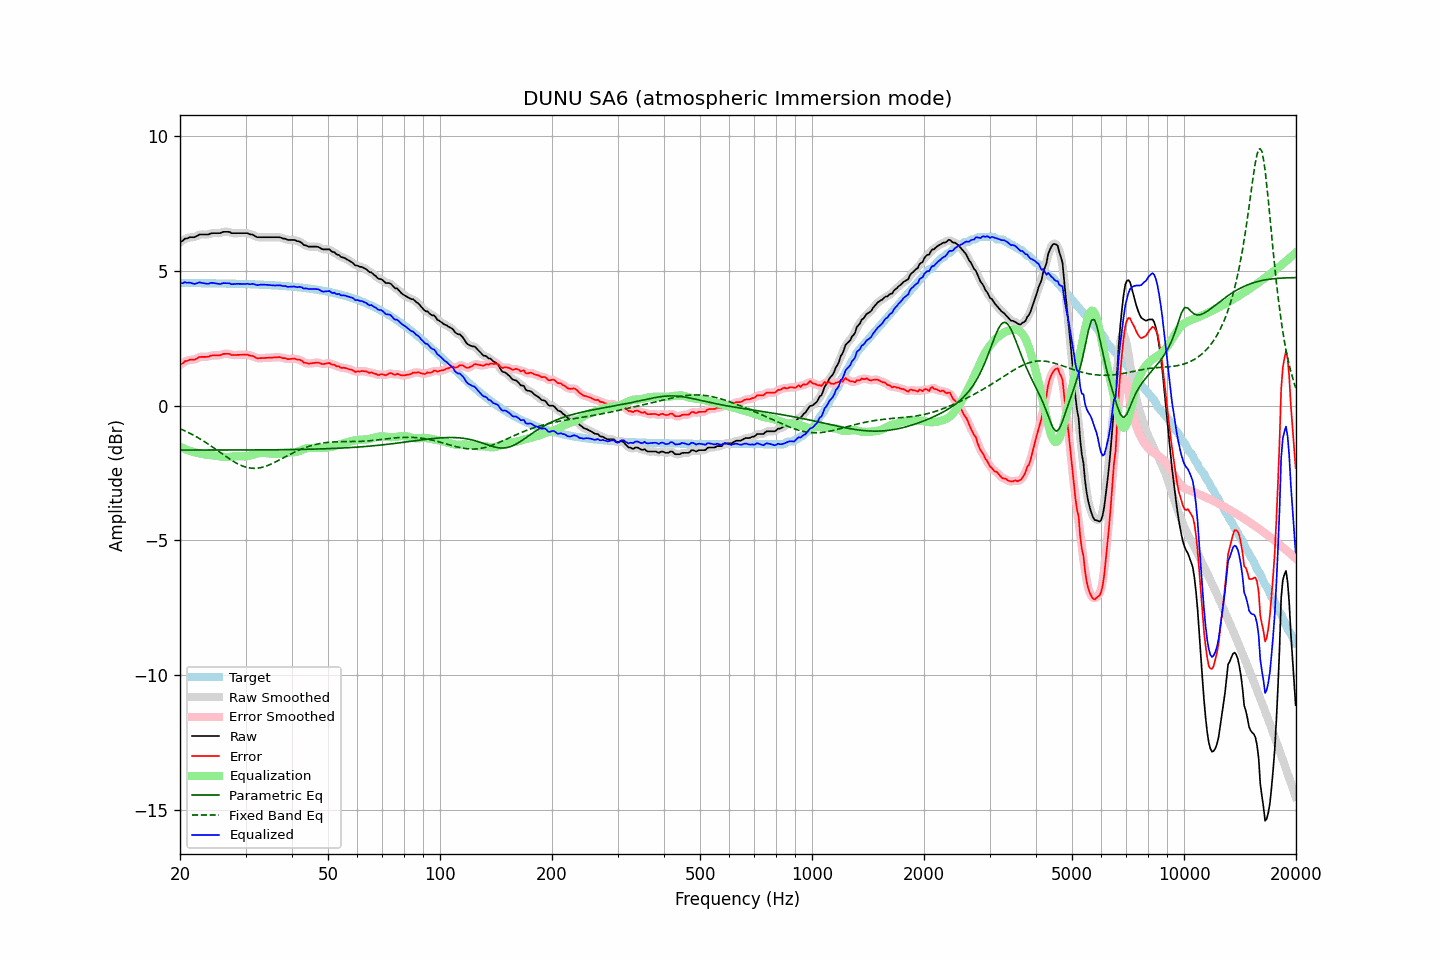 DUNU SA6 (atmospheric Immersion mode)
10
5
0
−5
−10
−15
Amplitude (dBr)
Target
Raw Smoothed
Error Smoothed
Raw
Error
Equalization
Parametric Eq
Fixed Band Eq
Equalized
20 50 100 200 500 1000 2000 5000 10000 20000
Frequency (Hz)